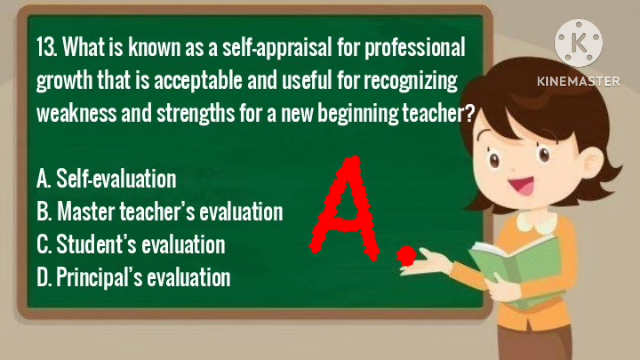 13. What is known as a self-appraisal for professional
growth that is acceptable and useful for recognizing
weakness and strengths for a new beginning teacher?
A. Self-evaluation
B. Master teacher's evaluation
C. Student's evaluation
D. Principal's evaluation
A.
K
KINEMASTER